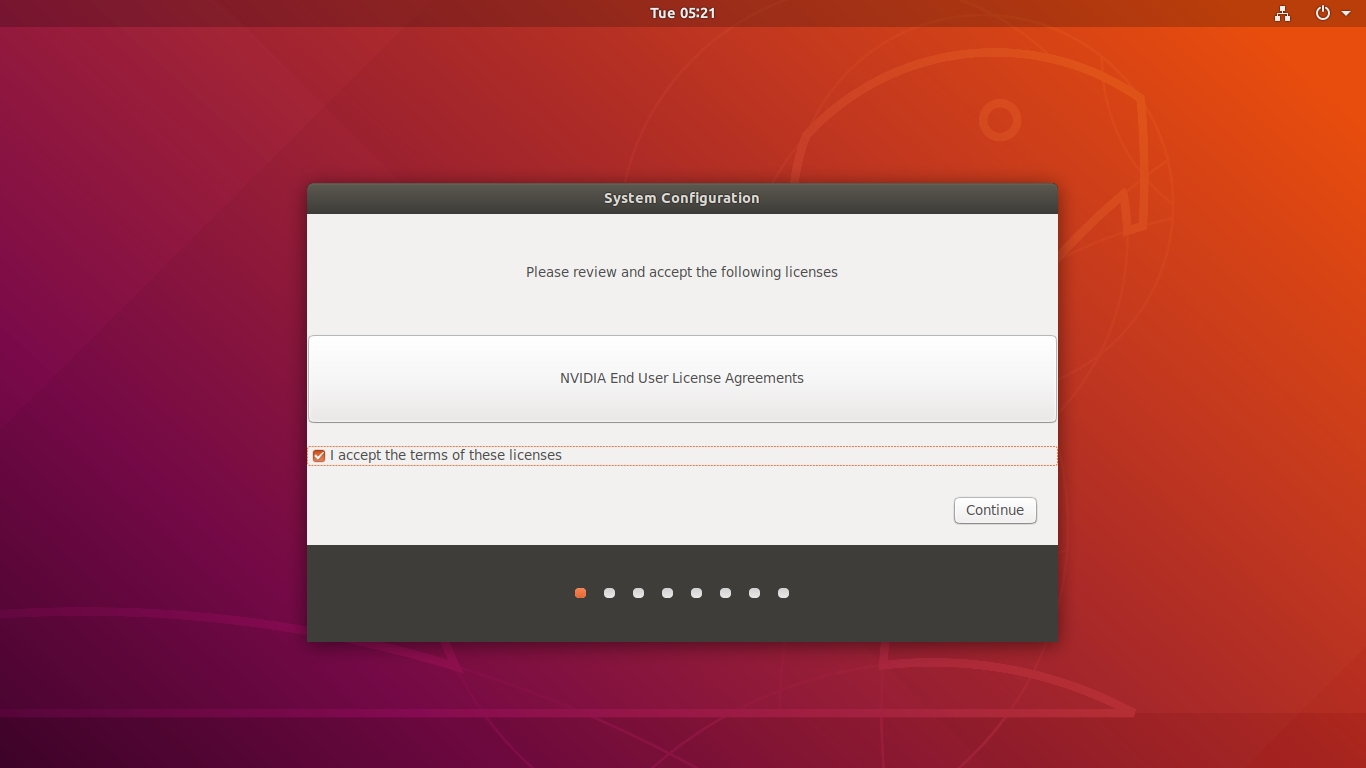 Tue 05:21
System Configuration
Please review and accept the following licenses
NVIDIA End User License Agreements
I accept the terms of these licenses
Continue